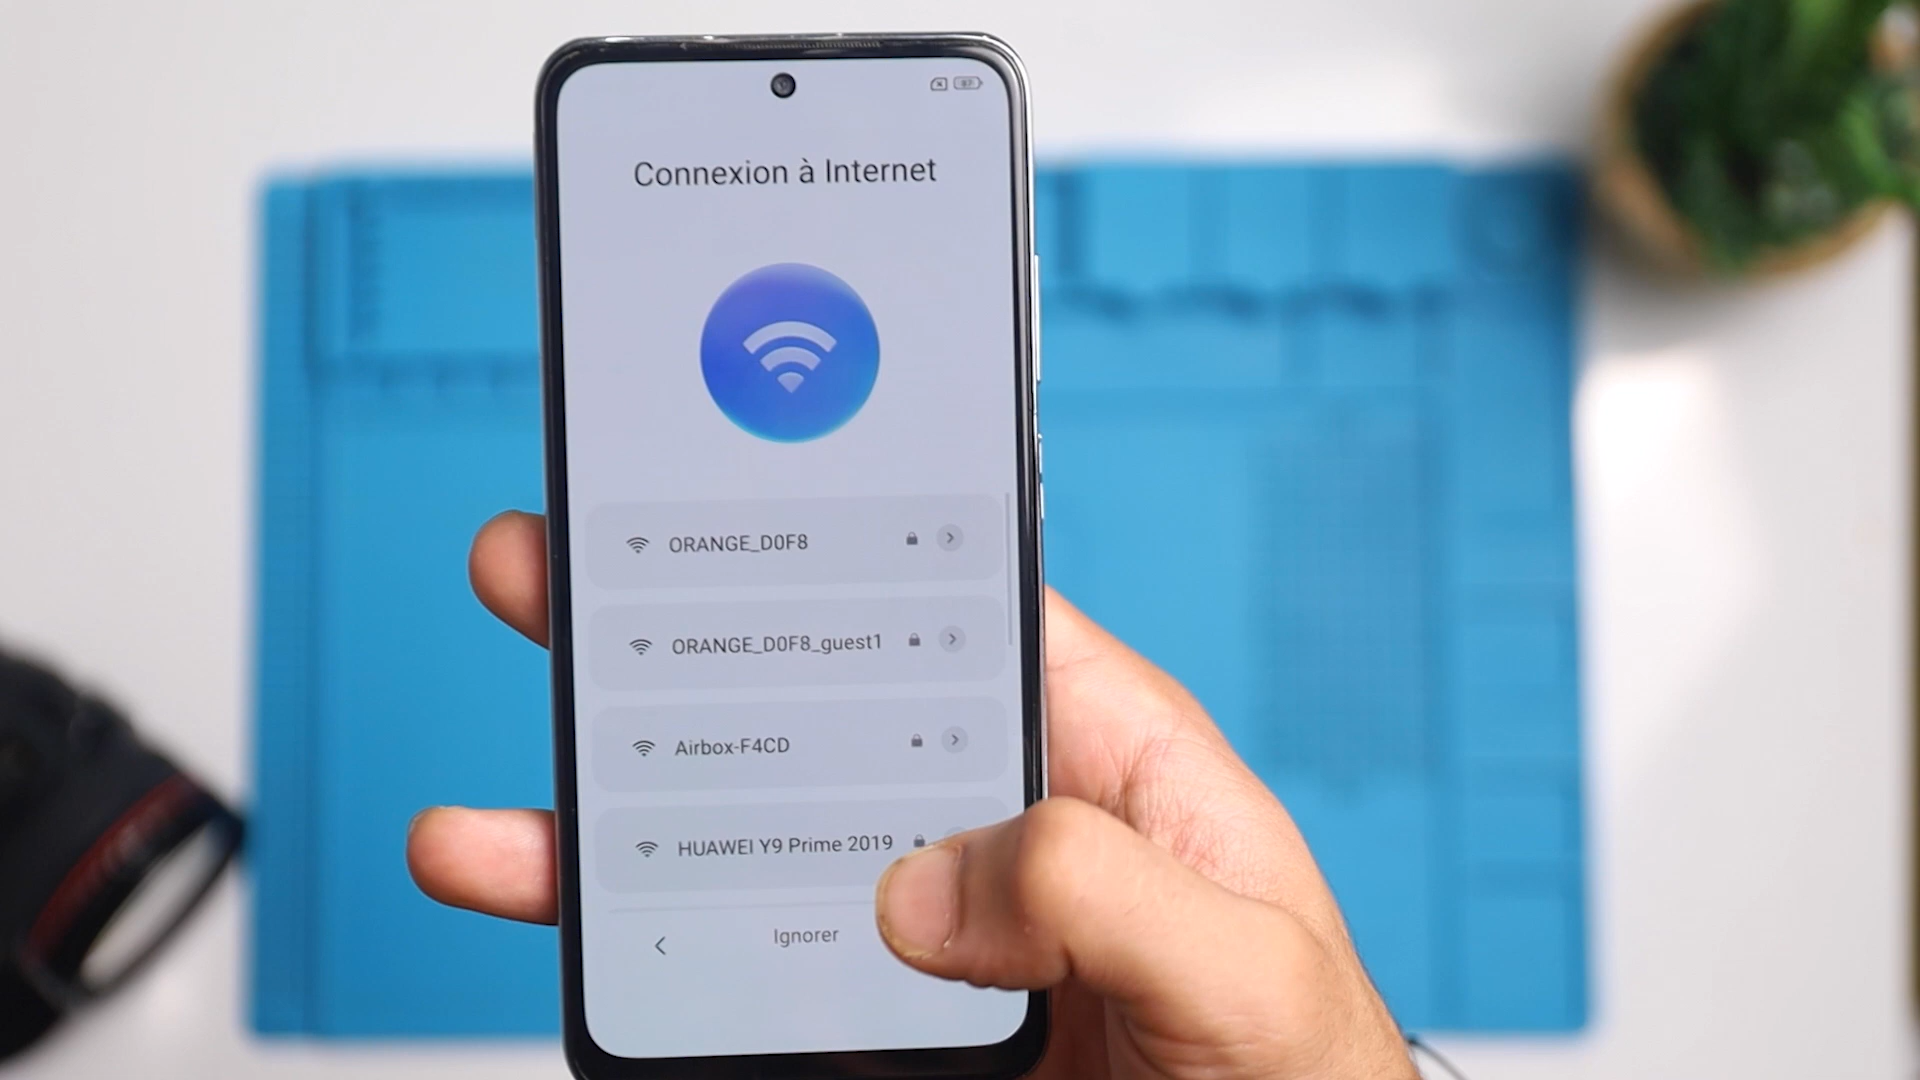 Connexion à Internet
ORANGE_D0F8
ORANGE_D0F8_guest1
Airbox-F4CD
HUAWEI Y9 Prime 2019
Ignorer